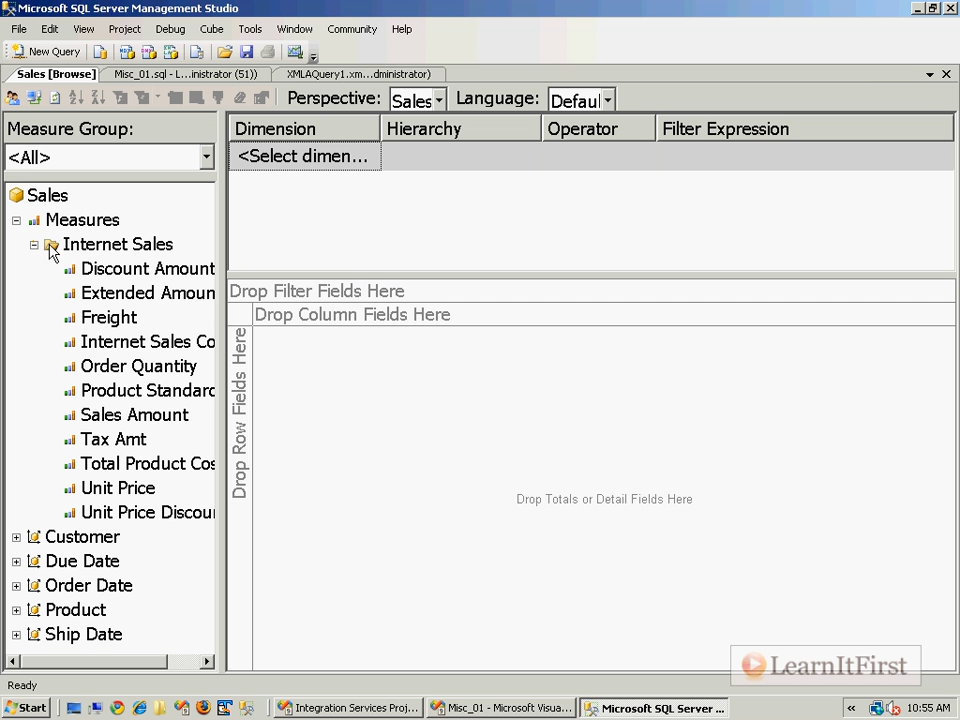 Microsoft SQL Server Management Studio
File Edit View Project Debug Query Cube Tools Window Community Help
New Query
Sales [Browse] Misc_01.sql - L...inistrator (51)) XMLAQuery1.xm...dministrator)
Perspective: Sales Language: Defaul
Measure Group:
<All>
Dimension Hierarchy Operator Filter Expression
<Select dimen...
Sales
Measures
Internet Sales
Discount Amount
Extended Amoun
Freight
Internet Sales Co
Order Quantity
Product Standard
Sales Amount
Tax Amt
Total Product Cos
Unit Price
Unit Price Discoun
Customer
Due Date
Order Date
Product
Ship Date
Drop Filter Fields Here
Drop Column Fields Here
Drop Row Fields Here
Drop Totals or Detail Fields Here
LearnItFirst
Ready
Start Integration Services Proj... Misc_01 - Microsoft Visua... Microsoft SQL Server ... « 10:55 AM